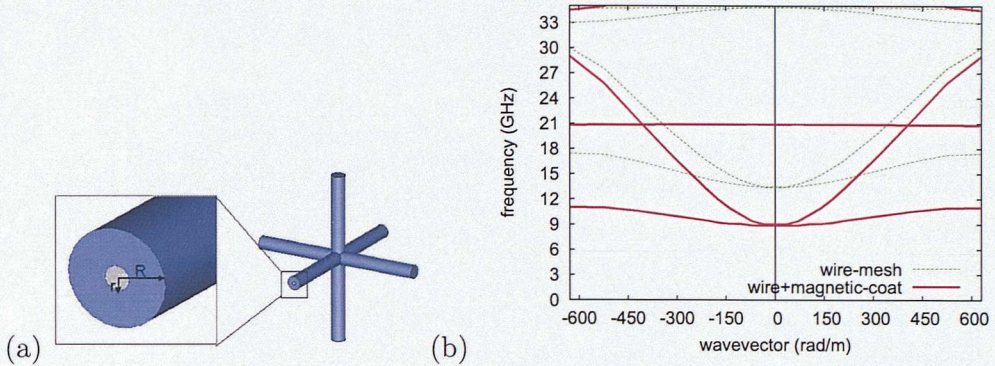 (a)
r
R
(b)
frequency (GHz)
33
30
27
24
21
18
15
12
9
6
3
0
-600 -450 -300 -150 0 150 300 450 600
wavevector (rad/m)
wire-mesh
wire+magnetic-coat